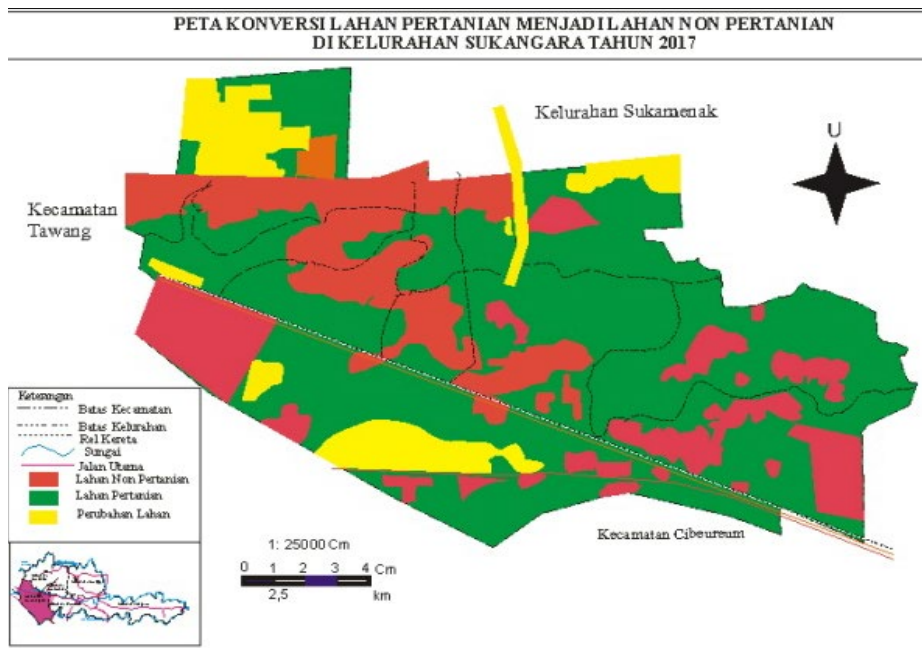 PETA KONVERSI LAHAN PERTANIAN MENJADI LAHAN NON PERTANIAN
DI KELURAHAN SUKANGARA TAHUN 2017
Kelurahan Sukamenak
U
Kecamatan
Tawang
Keterangan
Batas Kecamatan
Batas Kelurahan
Rel Kereta
Sungai
Jalan Utama
Lahan Non Pertanian
Lahan Pertanian
Perubahan Lahan
Kecamatan Cibeureum
1: 25000 Cm
0 1 2 3 4 Cm
2,5 km